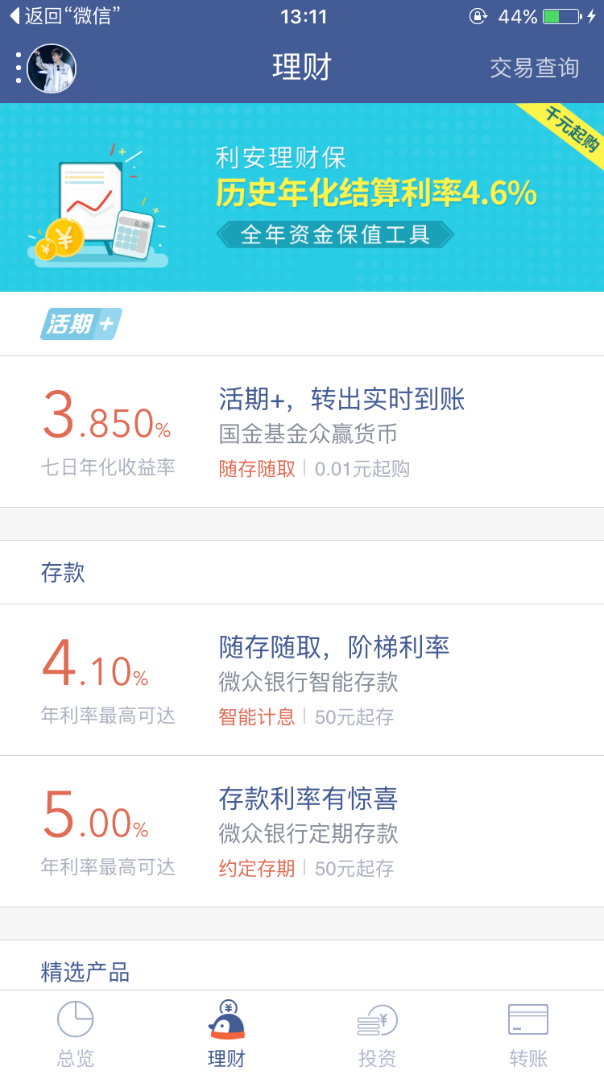 返回“微信”
13:11
44%
理财
交易查询
千元起购
利安理财保
历史年化结算利率4.6%
全年资金保值工具
0.00
活期+
3.850%
活期+，转出实时到账
国金基金众赢货币
七日年化收益率
随存随取 | 0.01元起购
存款
4.10%
随存随取，阶梯利率
微众银行智能存款
年利率最高可达
智能计息 | 50元起存
5.00%
存款利率有惊喜
微众银行定期存款
年利率最高可达
约定存期 | 50元起存
精选产品
总览
理财
投资
转账